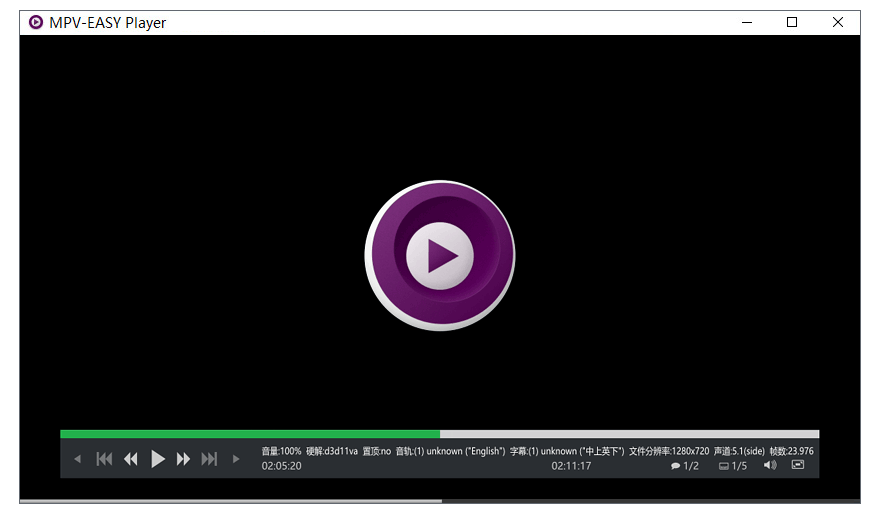 MPV-EASY Player
音量:100% 硬解:d3d11va 置顶:no 音轨:(1) unknown ("English") 字幕:(1) unknown ("中上英下") 文件分辨率:1280x720 声道:5.1(side) 帧数:23.976
02:05:20 02:11:17 1/2 1/5